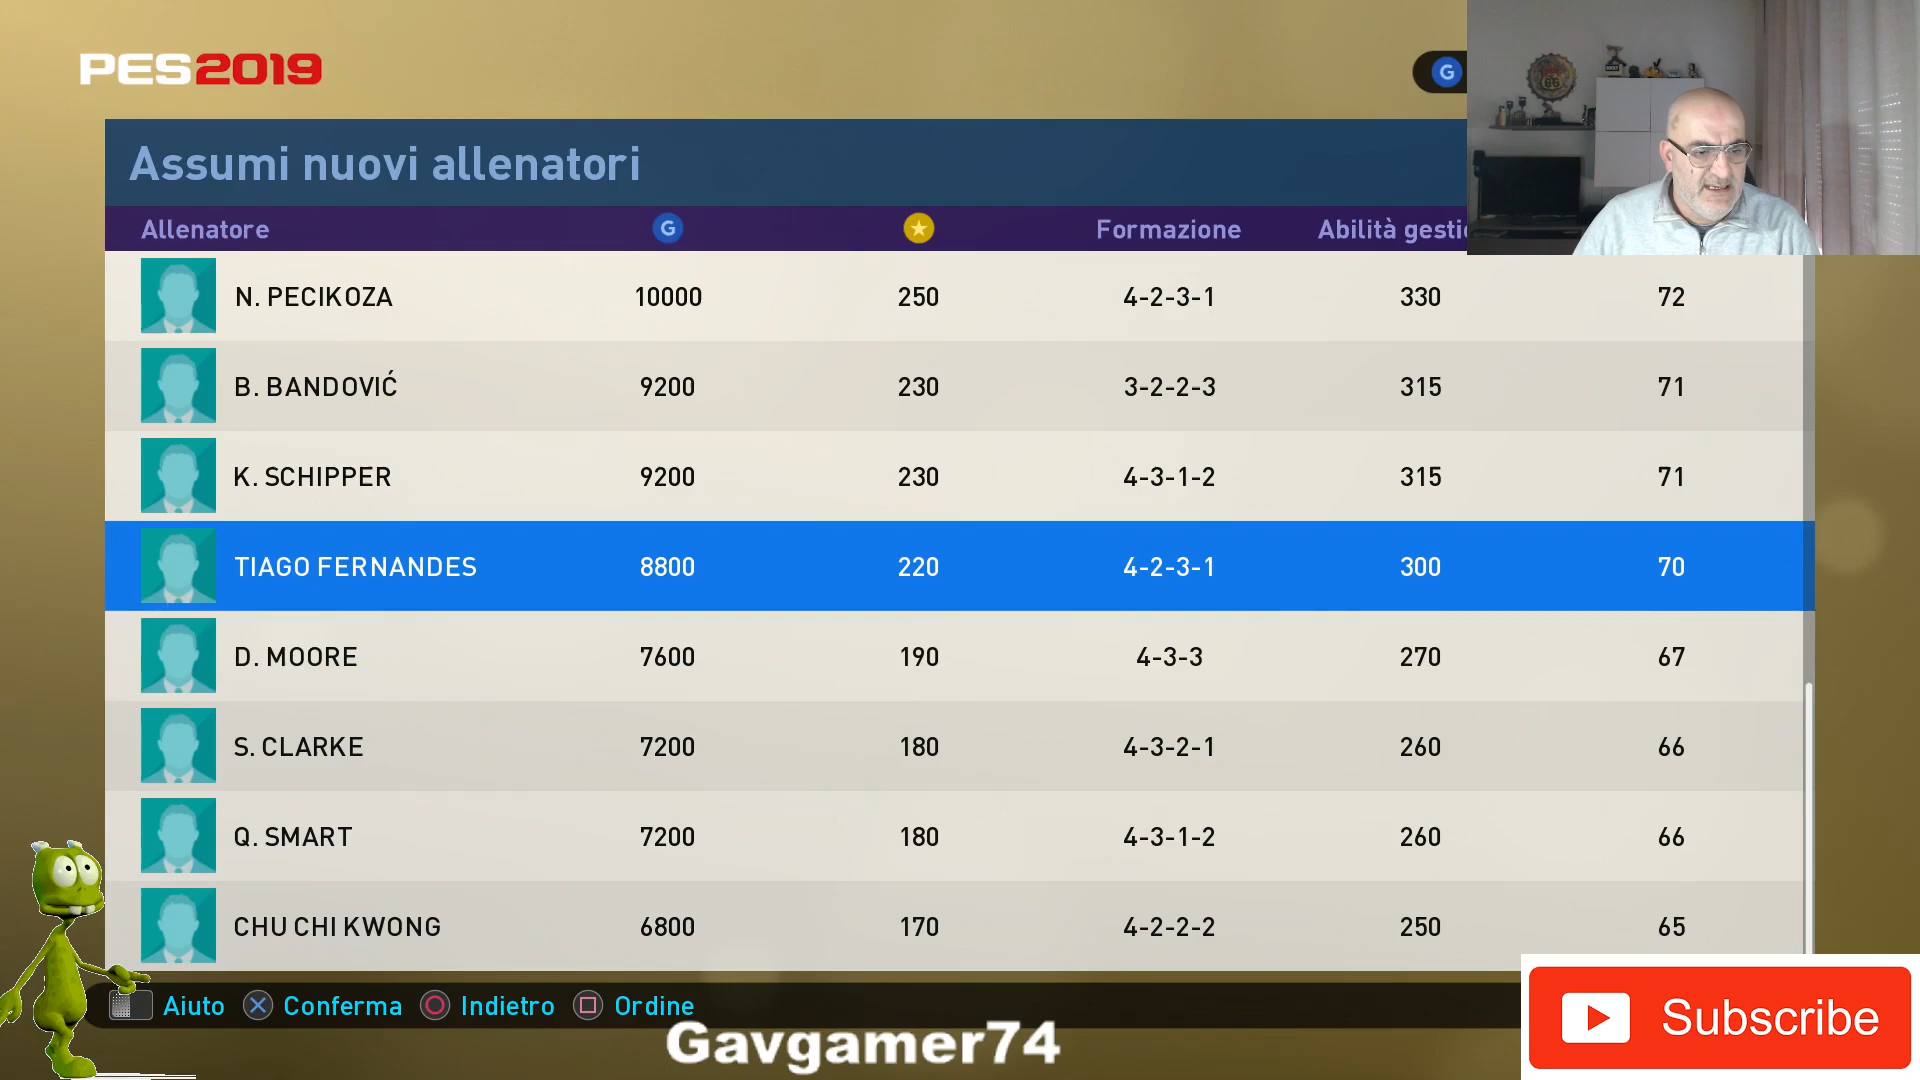 PES2019
G
Assumi nuovi allenatori
Allenatore G Formazione Abilità gesti
N. PECIKOZA 10000 250 4-2-3-1 330 72
B. BANDOVIĆ 9200 230 3-2-2-3 315 71
K. SCHIPPER 9200 230 4-3-1-2 315 71
TIAGO FERNANDES 8800 220 4-2-3-1 300 70
D. MOORE 7600 190 4-3-3 270 67
S. CLARKE 7200 180 4-3-2-1 260 66
Q. SMART 7200 180 4-3-1-2 260 66
CHU CHI KWONG 6800 170 4-2-2-2 250 65
Aiuto Conferma Indietro Ordine
Gavgamer74
Subscribe